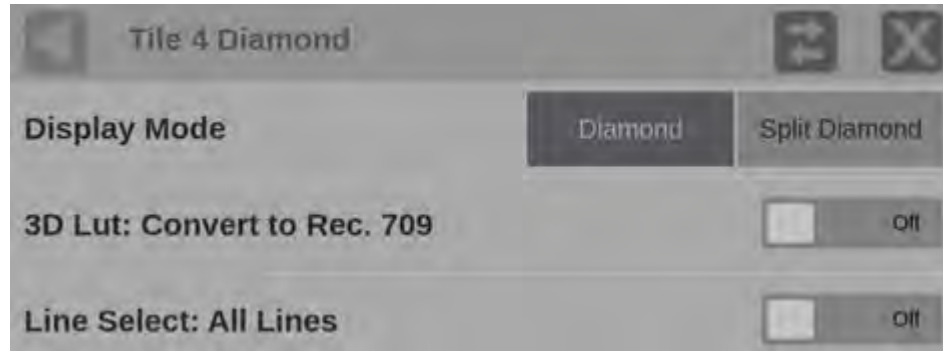 Tile 4 Diamond
Display Mode
Diamond
Split Diamond
3D Lut: Convert to Rec. 709
Off
Line Select: All Lines
Off